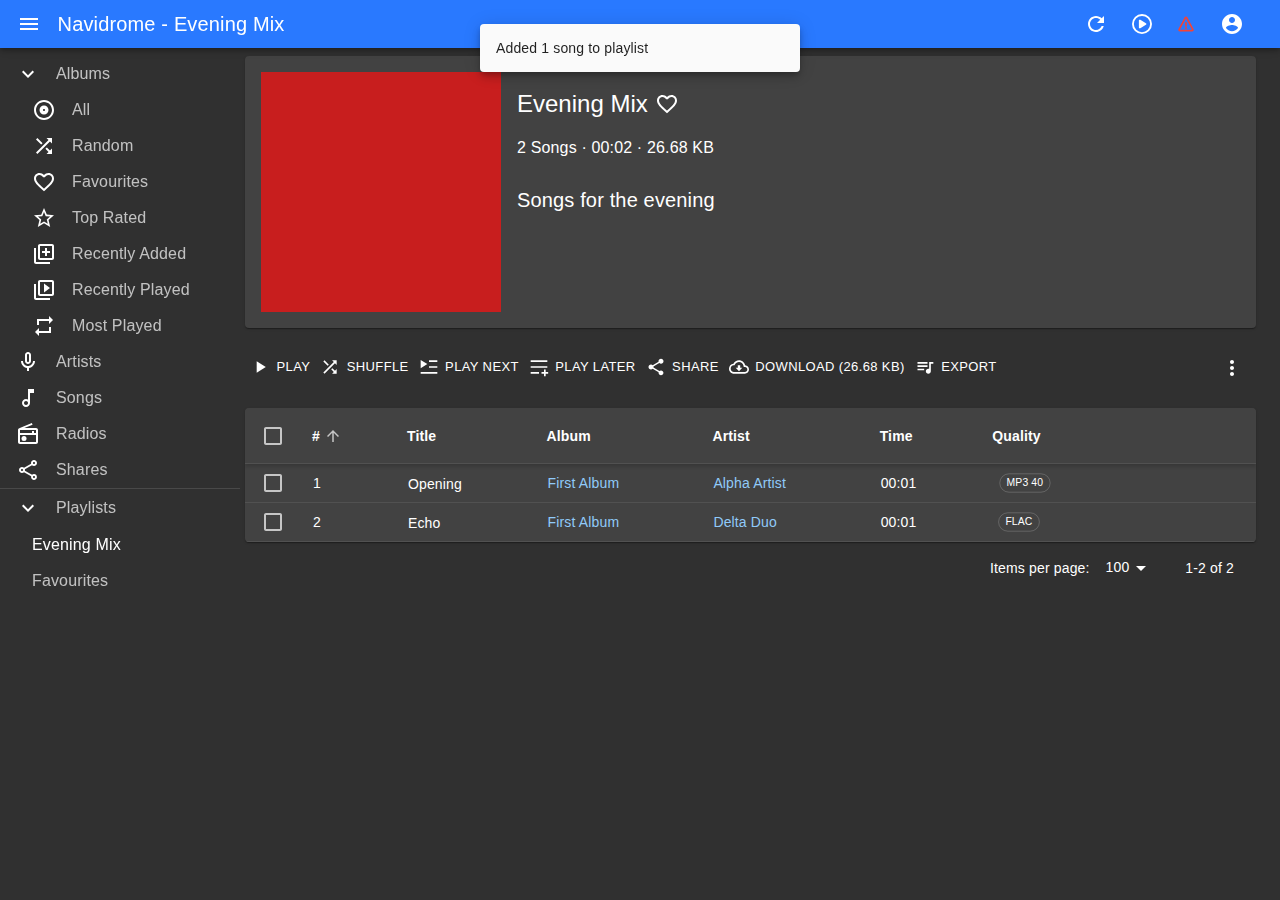 Navidrome - Evening Mix
Added 1 song to playlist
Albums
All
Random
Favourites
Top Rated
Recently Added
Recently Played
Most Played
Artists
Songs
Radios
Shares
Playlists
Evening Mix
Favourites
Evening Mix
2 Songs · 00:02 · 26.68 KB
Songs for the evening
PLAY SHUFFLE PLAY NEXT PLAY LATER SHARE DOWNLOAD (26.68 KB) EXPORT
# Title Album Artist Time Quality
1 Opening First Album Alpha Artist 00:01 MP3 40
2 Echo First Album Delta Duo 00:01 FLAC
Items per page: 100 1-2 of 2